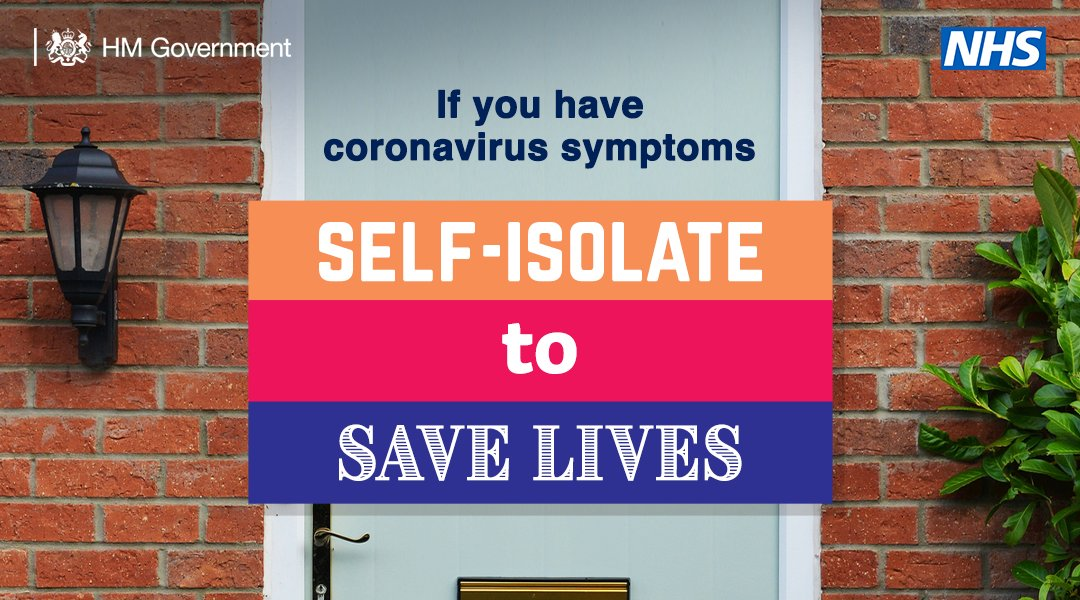 HM Government
NHS
If you have
coronavirus symptoms
SELF-ISOLATE
to
SAVE LIVES